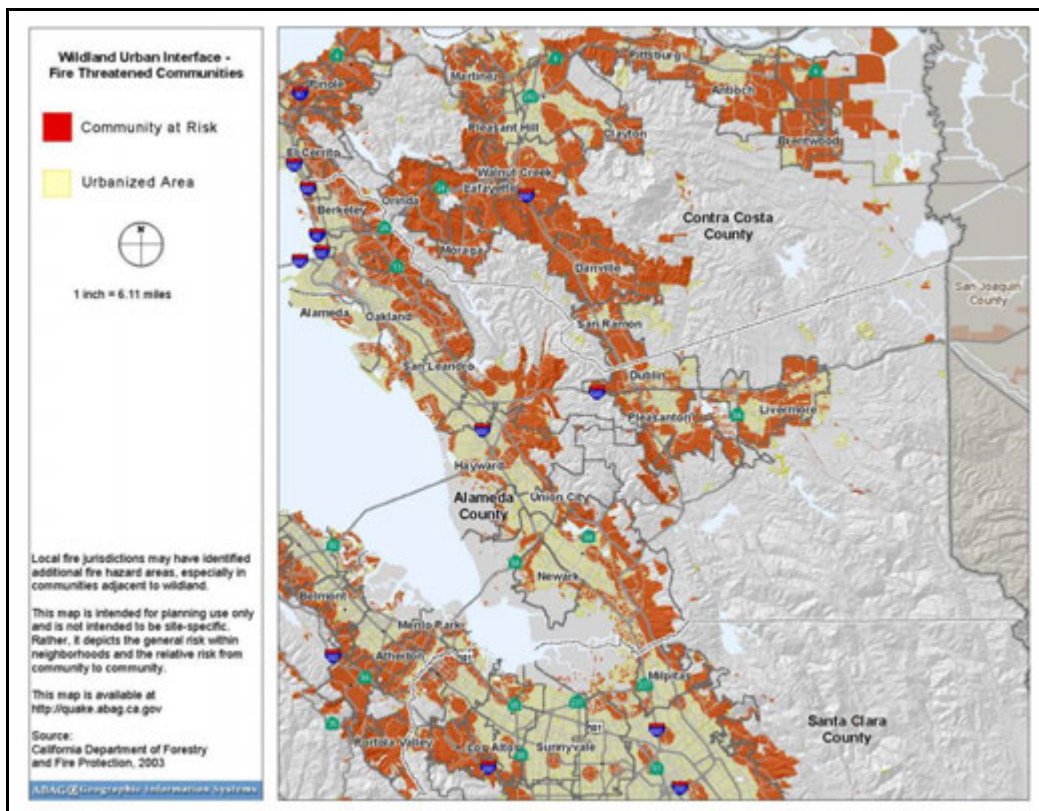 Wildland Urban Interface -
Fire Threatened Communities
Community at Risk
Urbanized Area
N
1 inch = 6.11 miles
Local fire jurisdictions may have identified
additional fire hazard areas, especially in
communities adjacent to wildland.
This map is intended for planning use only
and is not intended to be site-specific.
Rather, it depicts the general risk within
neighborhoods and the relative risk from
community to community.
This map is available at
http://quake.abag.ca.gov
Source:
California Department of Forestry
and Fire Protection, 2003
ABAG Geographic Information Systems
Pinole
Martinez
Pittsburg
Antioch
Pleasant Hill
Clayton
Brentwood
El Cerrito
Walnut Creek
Lafayette
Orinda
Berkeley
Contra Costa
County
Moraga
Danville
San Joaquin
County
Alameda
Oakland
San Ramon
San Leandro
Dublin
Pleasanton
Livermore
Hayward
Alameda
County
Union City
Newark
Belmont
Menlo Park
Atherton
Milpitas
Santa Clara
County
Portola Valley
Los Altos
Sunnyvale